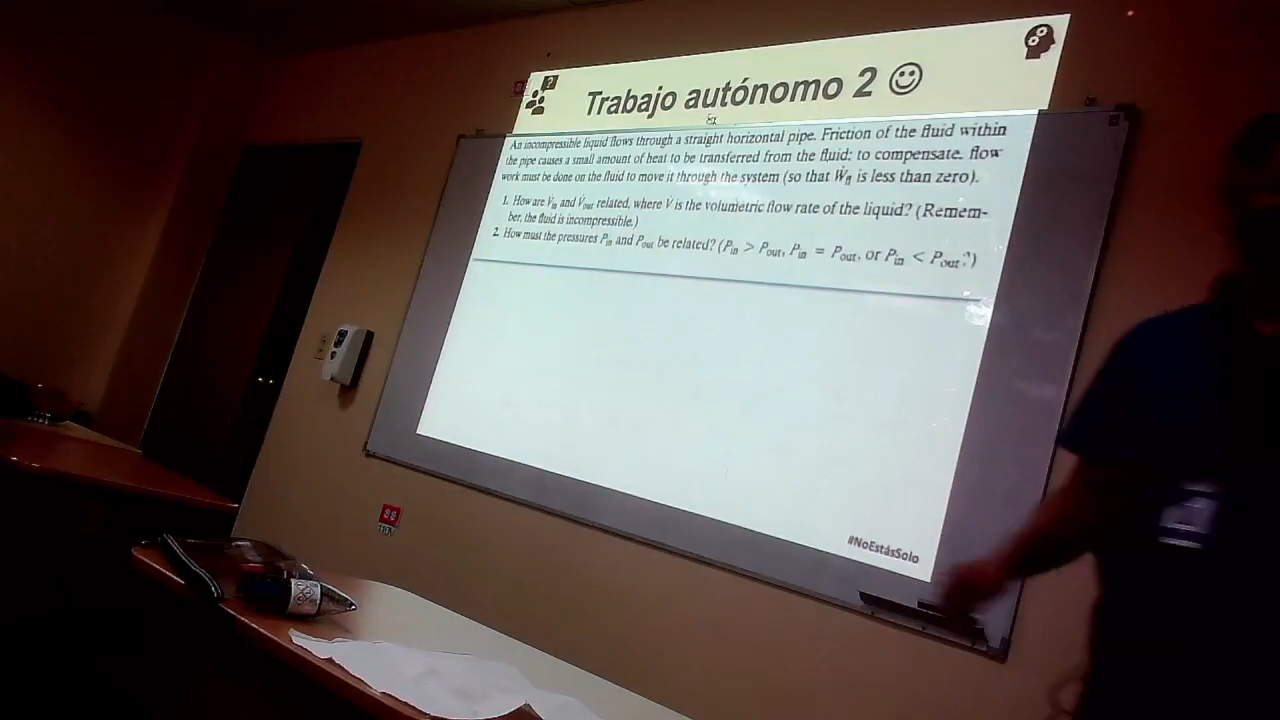 Trabajo autónomo 2
An incompressible liquid flows through a straight horizontal pipe. Friction of the fluid within
the pipe causes a small amount of heat to be transferred from the fluid; to compensate, flow
work must be done on the fluid to move it through the system (so that Ẇfl is less than zero).
1. How are V̇in and V̇out related, where V̇ is the volumetric flow rate of the liquid? (Remem-
ber, the fluid is incompressible.)
2. How must the pressures Pin and Pout be related? (Pin > Pout, Pin = Pout, or Pin < Pout?)
#NoEstásSolo
110V